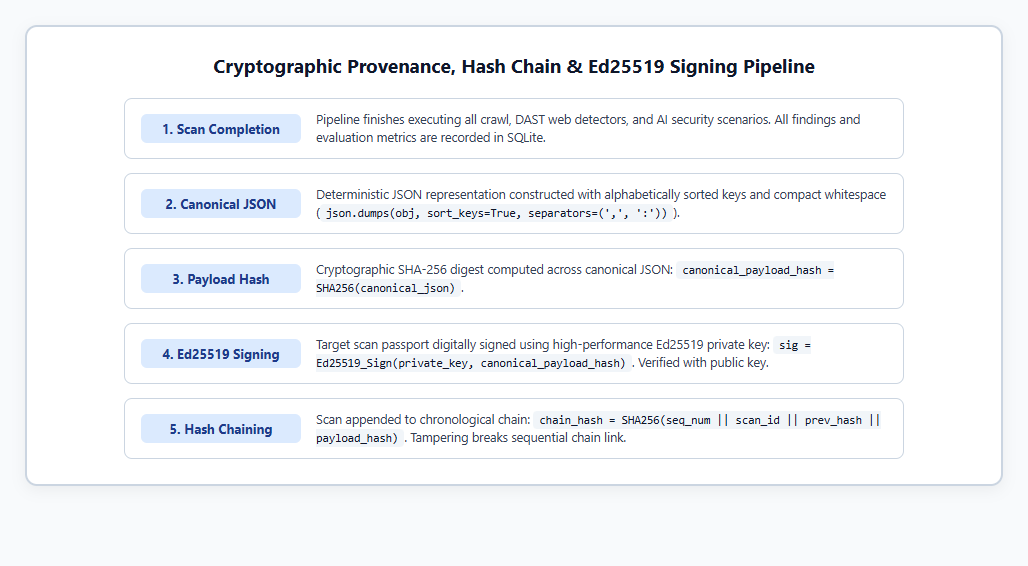 Cryptographic Provenance, Hash Chain & Ed25519 Signing Pipeline
1. Scan Completion
Pipeline finishes executing all crawl, DAST web detectors, and AI security scenarios. All findings and
evaluation metrics are recorded in SQLite.
2. Canonical JSON
Deterministic JSON representation constructed with alphabetically sorted keys and compact whitespace
( json.dumps(obj, sort_keys=True, separators=(',', ':')) ).
3. Payload Hash
Cryptographic SHA-256 digest computed across canonical JSON: canonical_payload_hash =
SHA256(canonical_json) .
4. Ed25519 Signing
Target scan passport digitally signed using high-performance Ed25519 private key: sig =
Ed25519_Sign(private_key, canonical_payload_hash) . Verified with public key.
5. Hash Chaining
Scan appended to chronological chain: chain_hash = SHA256(seq_num || scan_id || prev_hash ||
payload_hash) . Tampering breaks sequential chain link.